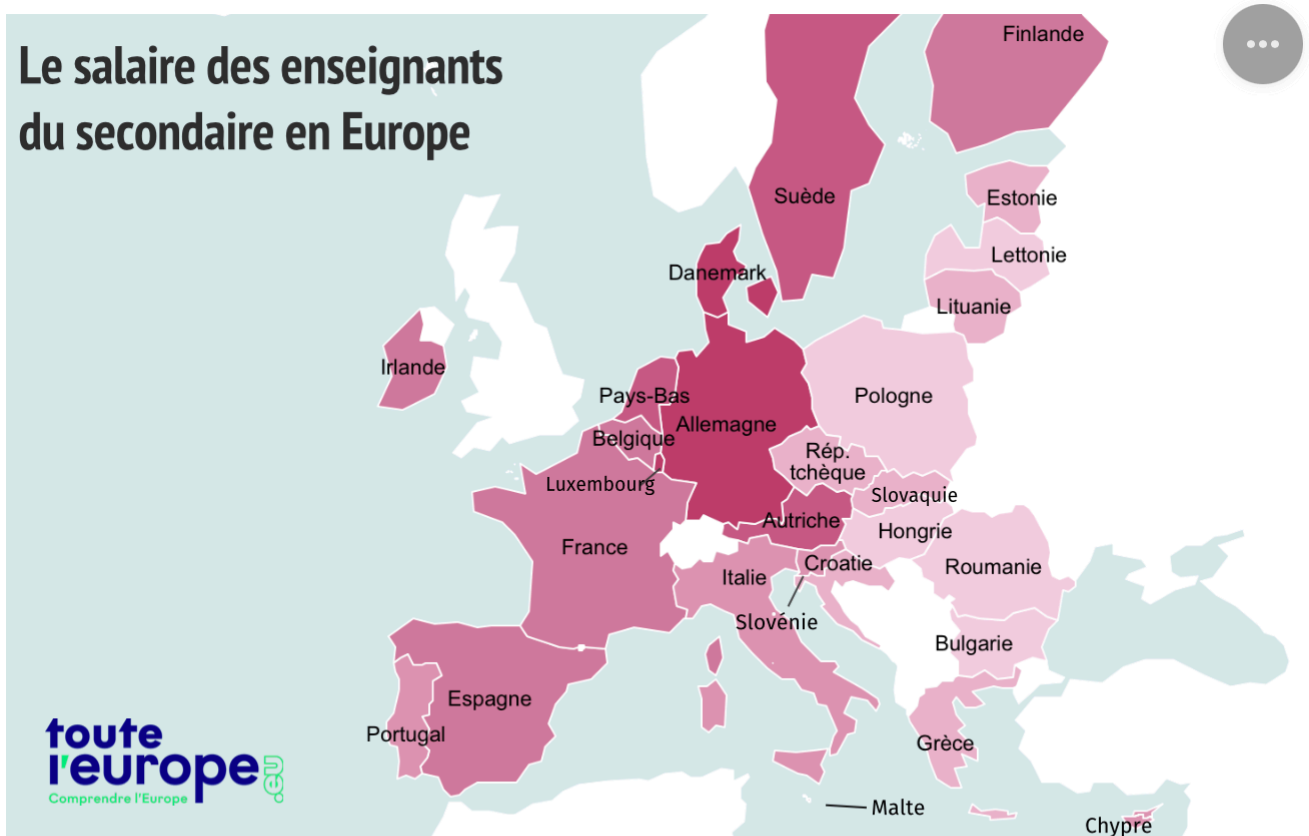 Le salaire des enseignants
du secondaire en Europe
Finlande
Suède
Estonie
Lettonie
Danemark
Lituanie
Irlande
Pays-Bas
Pologne
Allemagne
Belgique
Rép.
tchèque
Luxembourg
Slovaquie
Autriche
Hongrie
France
Croatie
Roumanie
Italie
Slovénie
Bulgarie
Espagne
Portugal
Grèce
toute
l'europe.eu
Comprendre l'Europe
Malte
Chypre